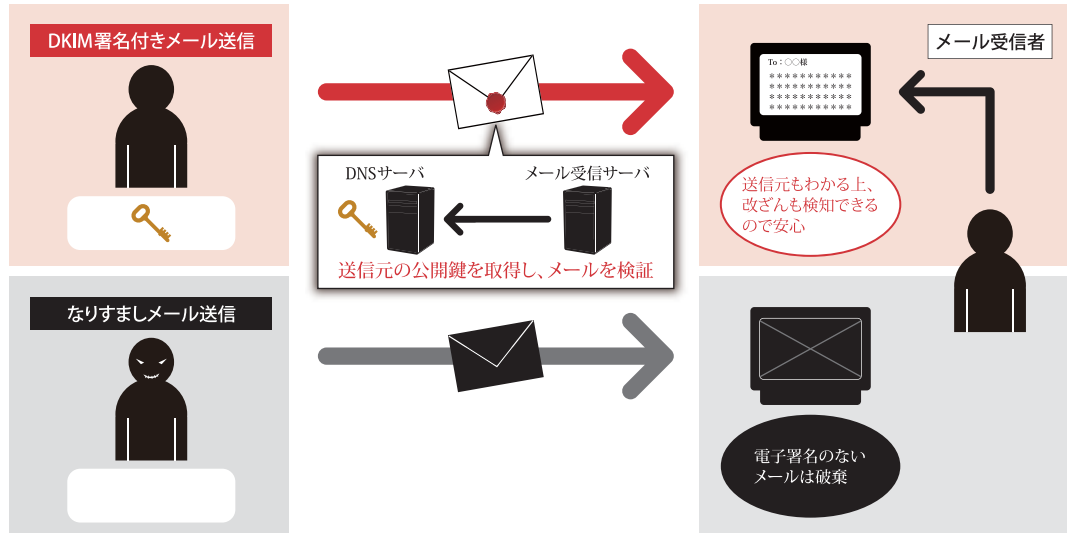 DKIM署名付きメール送信
メール受信者
To：○○様
＊＊＊＊＊＊＊＊＊＊＊
＊＊＊＊＊＊＊＊＊＊＊
＊＊＊＊＊＊＊＊＊＊＊
＊＊＊＊＊＊＊＊＊＊＊
DNSサーバ
メール受信サーバ
送信元の公開鍵を取得し、メールを検証
送信元もわかる上、
改ざんも検知できる
ので安心
なりすましメール送信
電子署名のない
メールは破棄